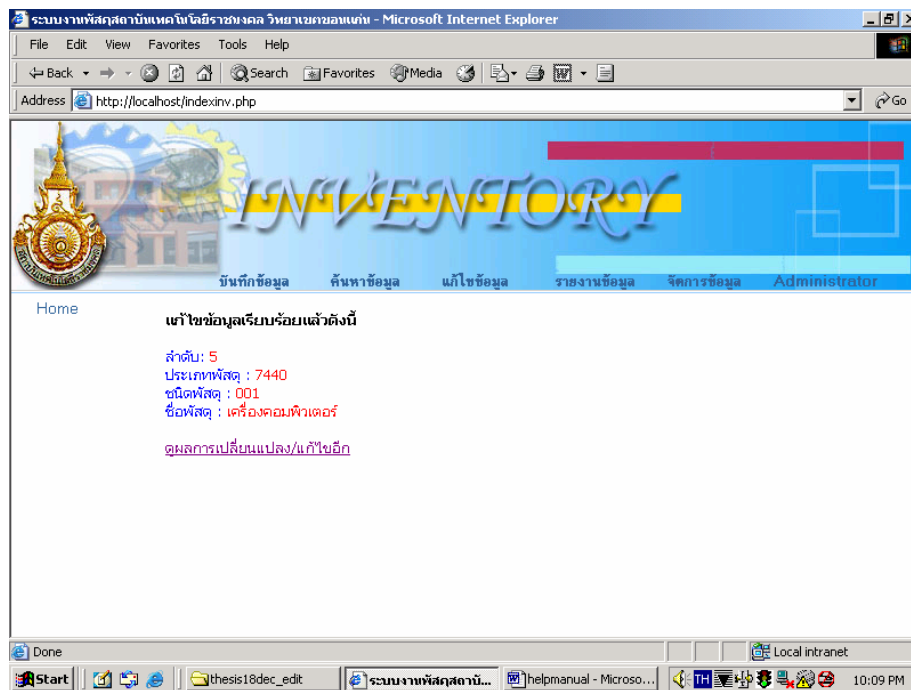 ระบบงานพัสดุสถาบันเทคโนโลยีราชมงคล วิทยาเขตขอนแก่น - Microsoft Internet Explorer
File Edit View Favorites Tools Help
Back Search Favorites Media
Address http://localhost/indexinv.php Go
INVENTORY
บันทึกข้อมูล ค้นหาข้อมูล แก้ไขข้อมูล รายงานข้อมูล จัดการข้อมูล Administrator
Home
แก้ไขข้อมูลเรียบร้อยแล้วดังนี้
ลำดับ: 5
ประเภทพัสดุ : 7440
ชนิดพัสดุ : 001
ชื่อพัสดุ : เครื่องคอมพิวเตอร์
ดูผลการเปลี่ยนแปลง/แก้ไขอีก
Done Local intranet
Start thesis18dec_edit ระบบงานพัสดุสถาบั... helpmanual - Microso... TH 10:09 PM